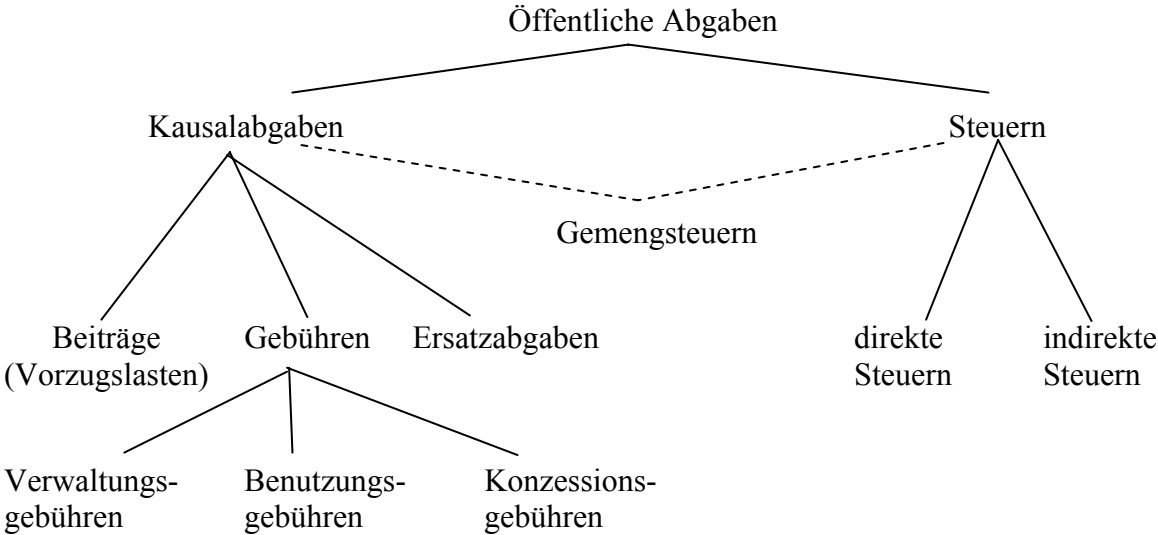 Öffentliche Abgaben
Kausalabgaben
Steuern
Gemengsteuern
Beiträge
(Vorzugslasten)
Gebühren
Ersatzabgaben
direkte
Steuern
indirekte
Steuern
Verwaltungs-
gebühren
Benutzungs-
gebühren
Konzessions-
gebühren